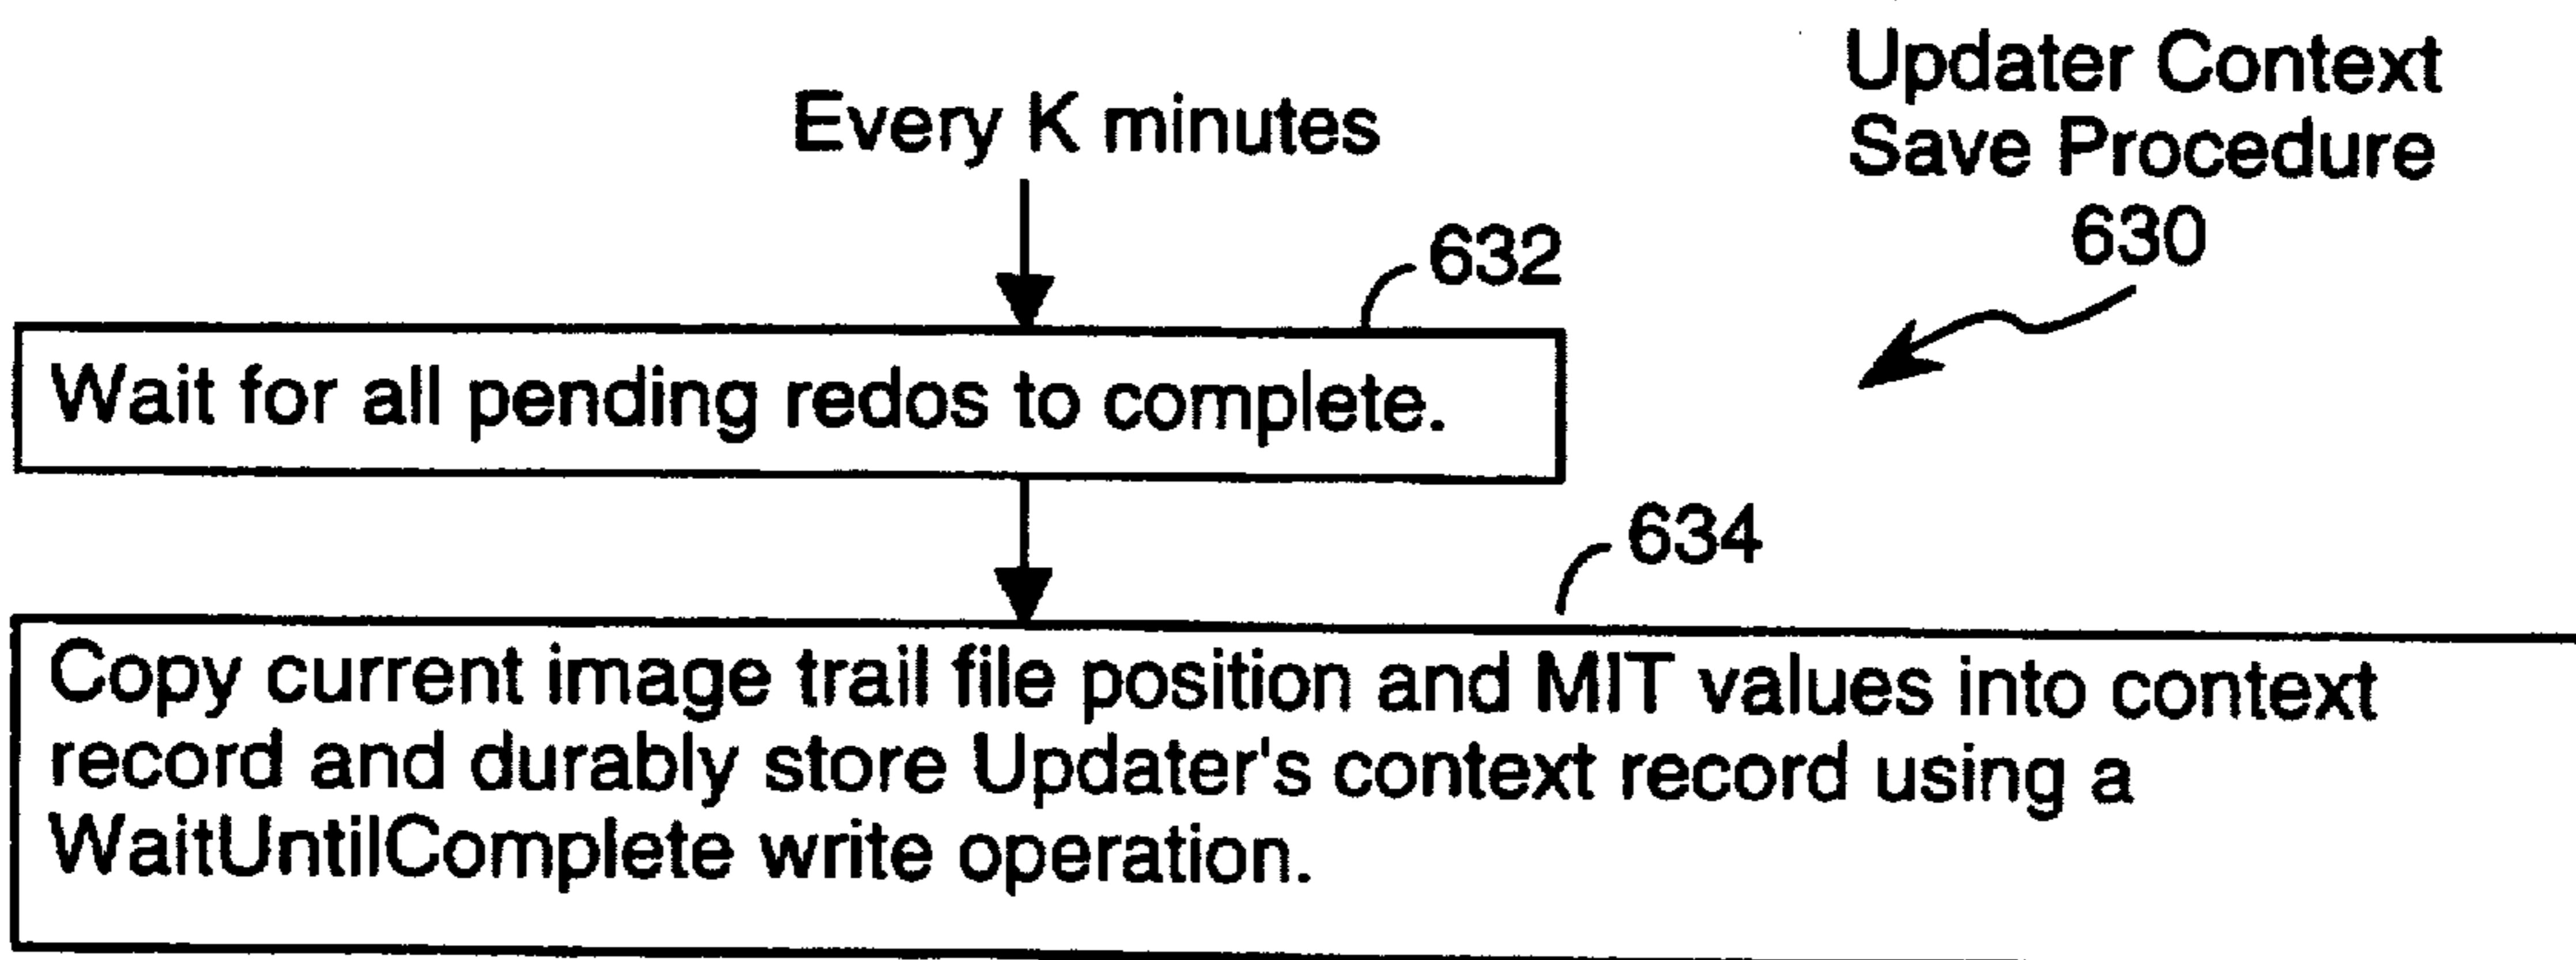 Updater Context
Save Procedure
630
Every K minutes
632
Wait for all pending redos to complete.
634
Copy current image trail file position and MIT values into context
record and durably store Updater's context record using a
WaitUntilComplete write operation.